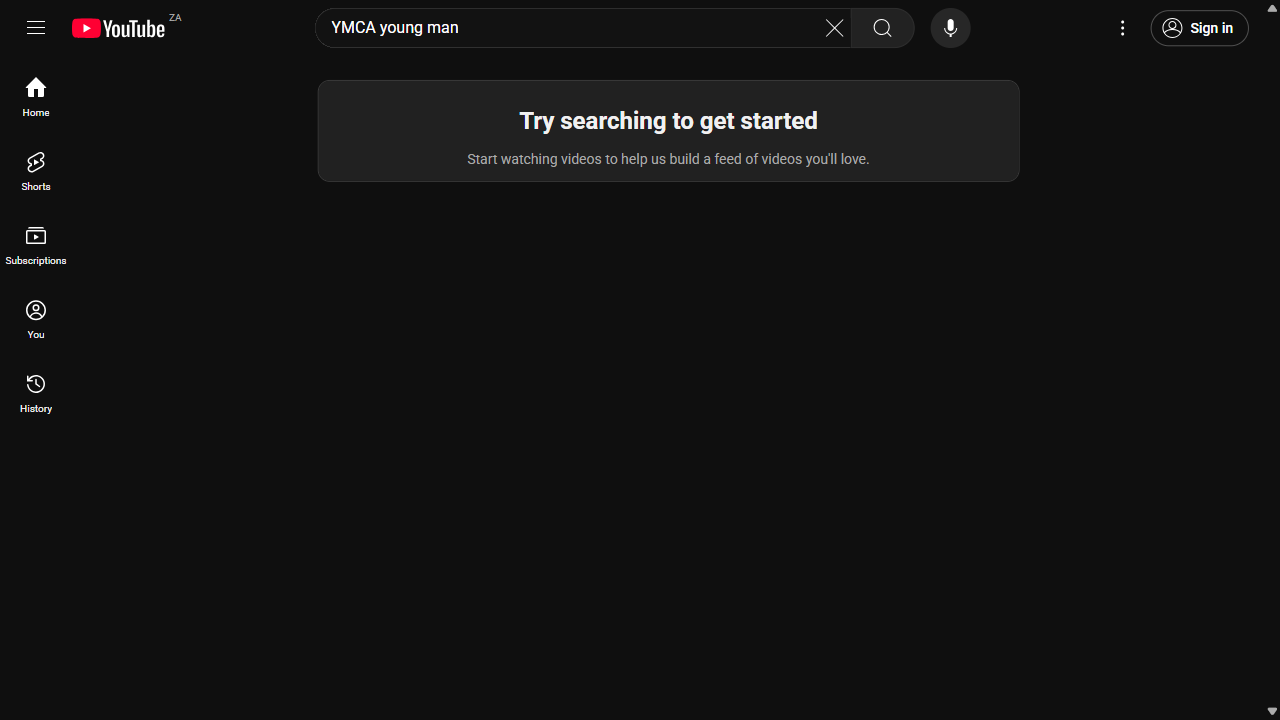 YouTube ZA
YMCA young man
Sign in
Home
Shorts
Subscriptions
You
History
Try searching to get started
Start watching videos to help us build a feed of videos you'll love.